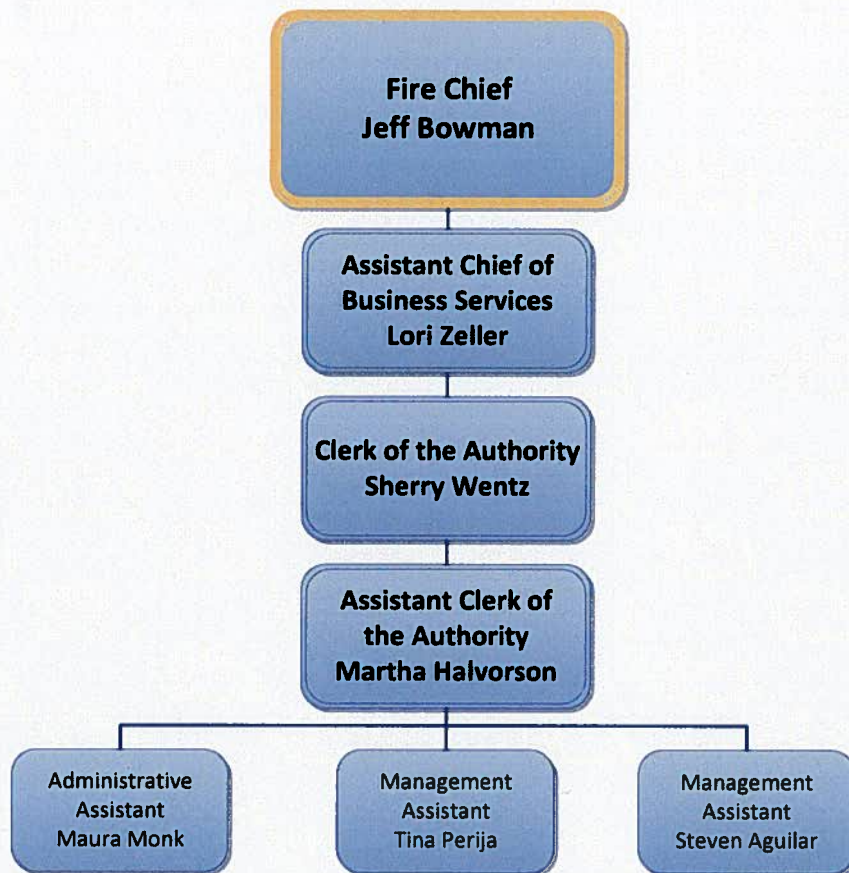 Fire Chief
Jeff Bowman
Assistant Chief of
Business Services
Lori Zeller
Clerk of the Authority
Sherry Wentz
Assistant Clerk of
the Authority
Martha Halvorson
Administrative
Assistant
Maura Monk
Management
Assistant
Tina Perija
Management
Assistant
Steven Aguilar